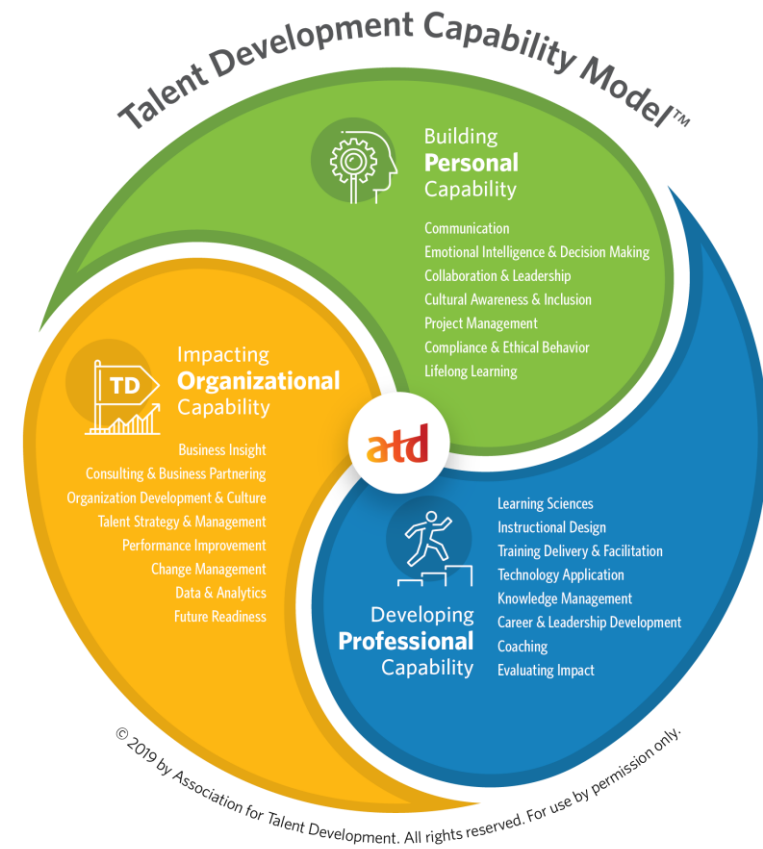 Talent Development Capability Model™
Building
Personal
Capability
Communication
Emotional Intelligence & Decision Making
Collaboration & Leadership
Cultural Awareness & Inclusion
Project Management
Compliance & Ethical Behavior
Lifelong Learning
TD
Impacting
Organizational
Capability
Business Insight
Consulting & Business Partnering
Organization Development & Culture
Talent Strategy & Management
Performance Improvement
Change Management
Data & Analytics
Future Readiness
atd
Developing
Professional
Capability
Learning Sciences
Instructional Design
Training Delivery & Facilitation
Technology Application
Knowledge Management
Career & Leadership Development
Coaching
Evaluating Impact
© 2019 by Association for Talent Development. All rights reserved. For use by permission only.